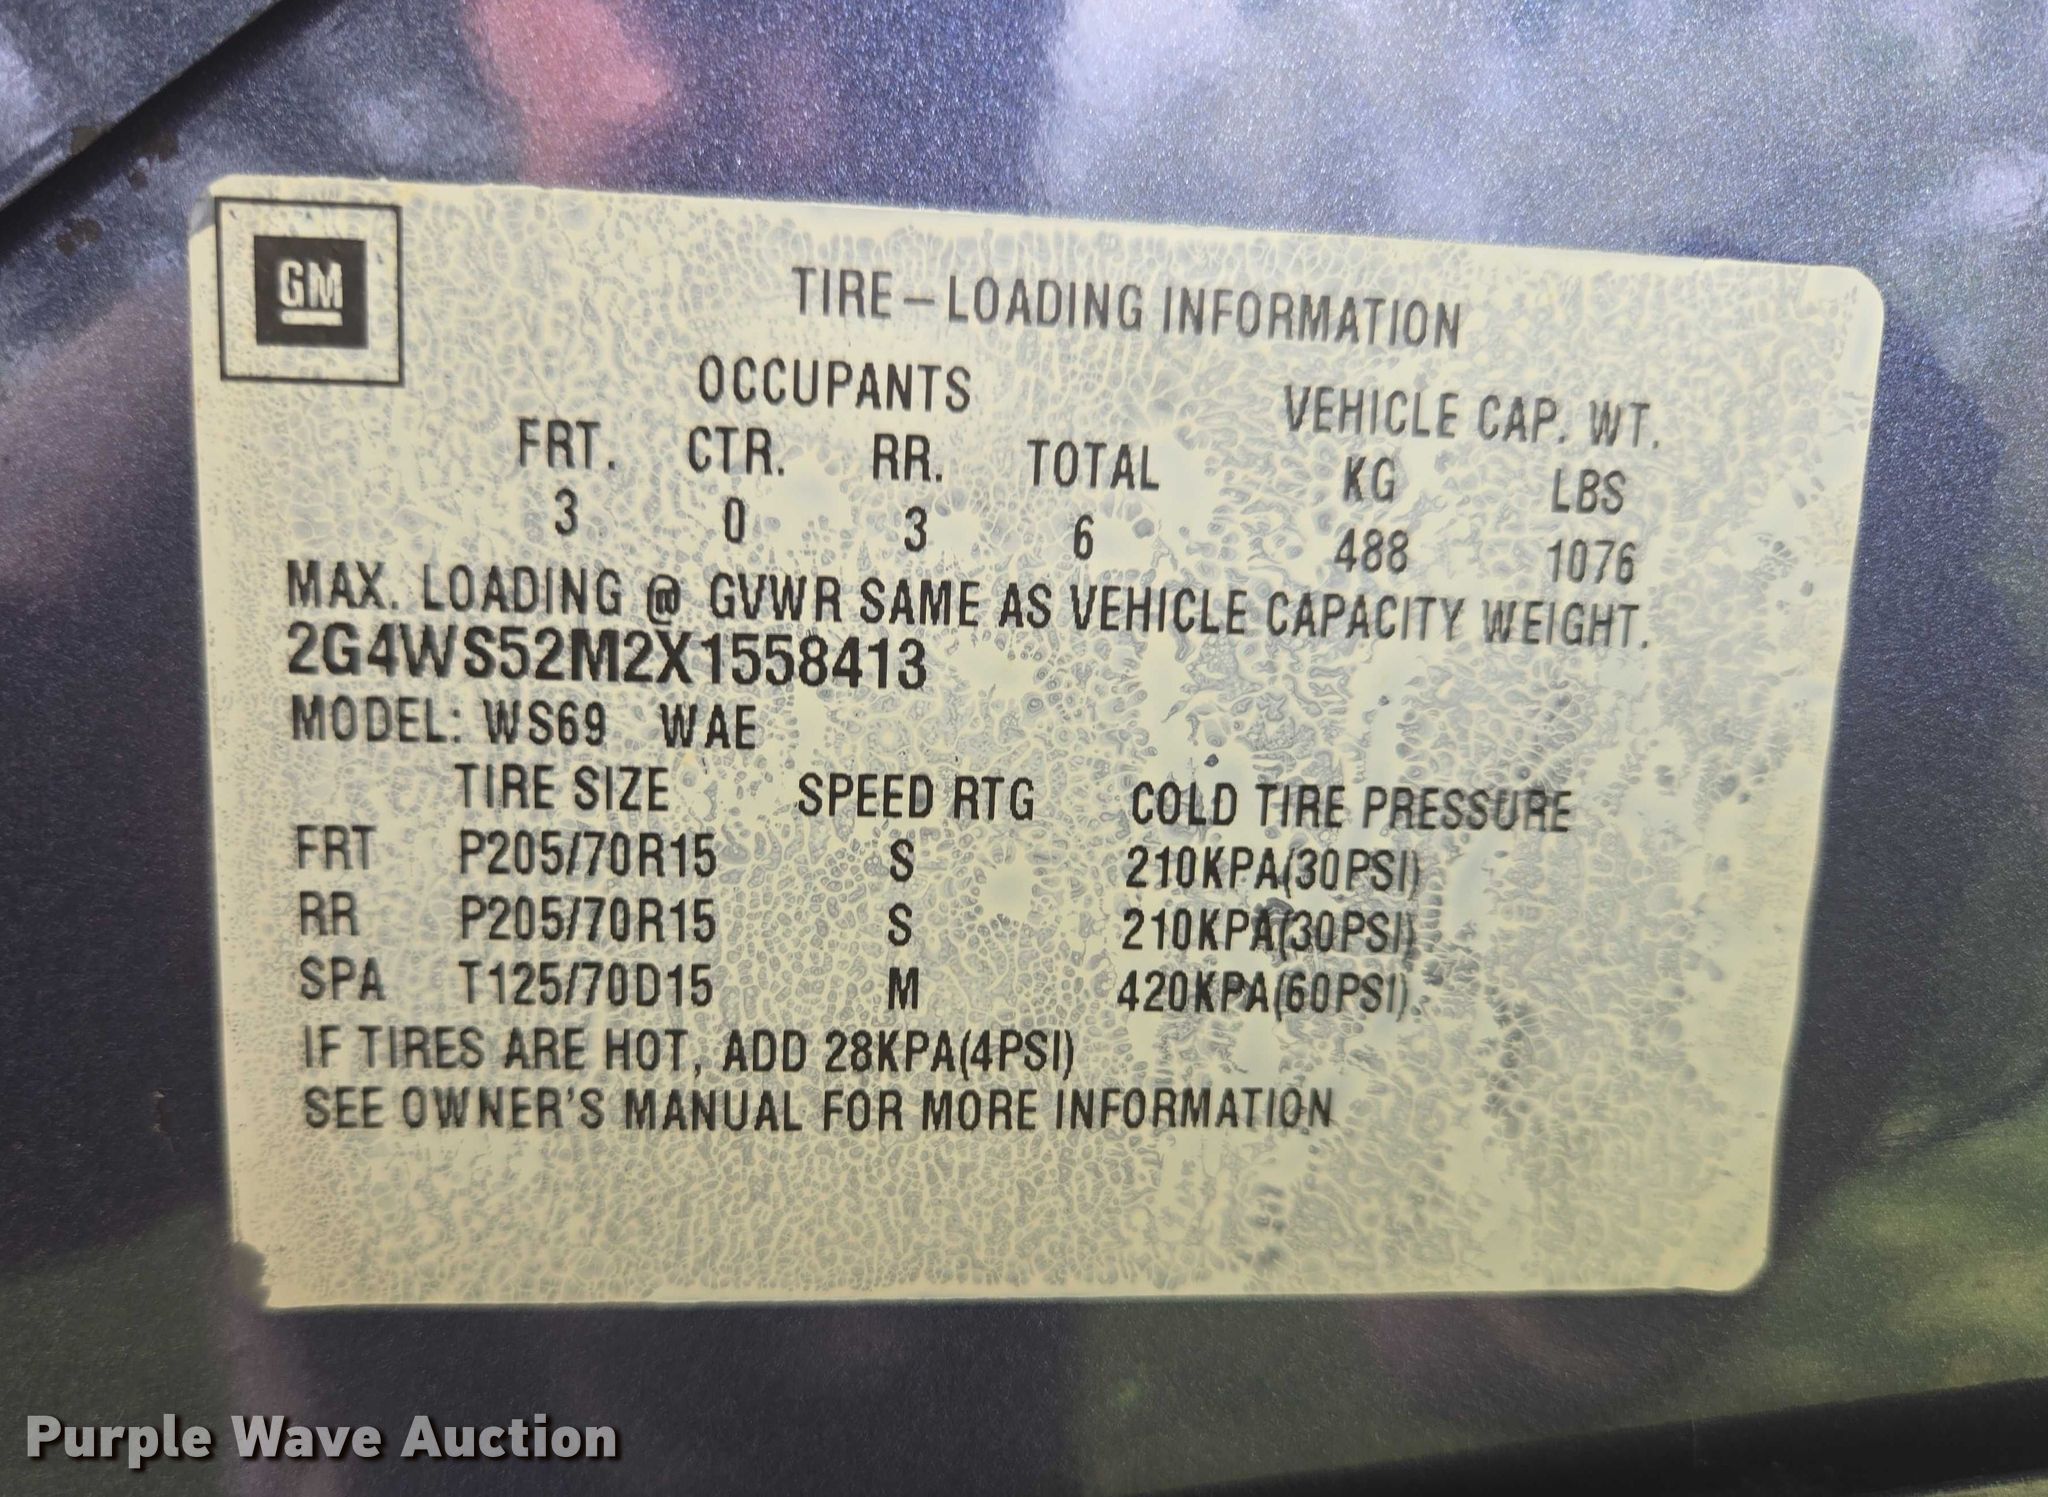 GM
TIRE – LOADING INFORMATION
OCCUPANTS VEHICLE CAP. WT.
FRT. CTR. RR. TOTAL KG LBS
3 0 3 6 488 1076
MAX. LOADING @ GVWR SAME AS VEHICLE CAPACITY WEIGHT.
2G4WS52M2X1558413
MODEL: WS69 WAE
TIRE SIZE SPEED RTG COLD TIRE PRESSURE
FRT P205/70R15 S 210KPA(30PSI)
RR P205/70R15 S 210KPA(30PSI)
SPA T125/70D15 M 420KPA(60PSI)
IF TIRES ARE HOT, ADD 28KPA(4PSI)
SEE OWNER'S MANUAL FOR MORE INFORMATION
Purple Wave Auction